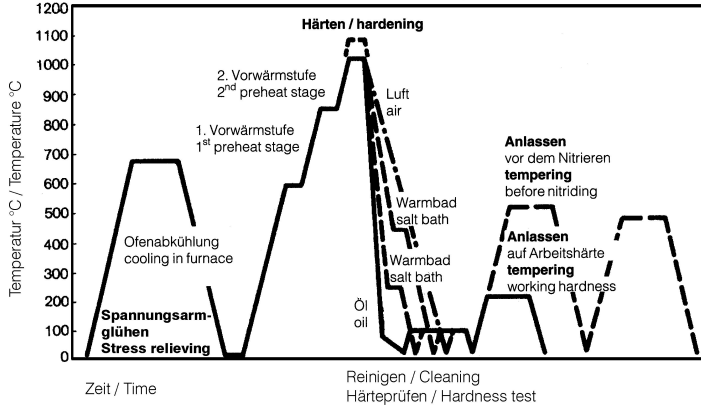 1200
1100
1000
900
800
700
600
500
400
300
200
100
0
Temperatur °C / Temperature °C
Härten / hardening
2. Vorwärmstufe
2nd preheat stage
1. Vorwärmstufe
1st preheat stage
Luft
air
Anlassen
vor dem Nitrieren
tempering
before nitriding
Warmbad
salt bath
Ofenabkühlung
cooling in furnace
Anlassen
auf Arbeitshärte
tempering
working hardness
Warmbad
salt bath
Öl
oil
Spannungsarm-
glühen
Stress relieving
Zeit / Time
Reinigen / Cleaning
Härteprüfen / Hardness test